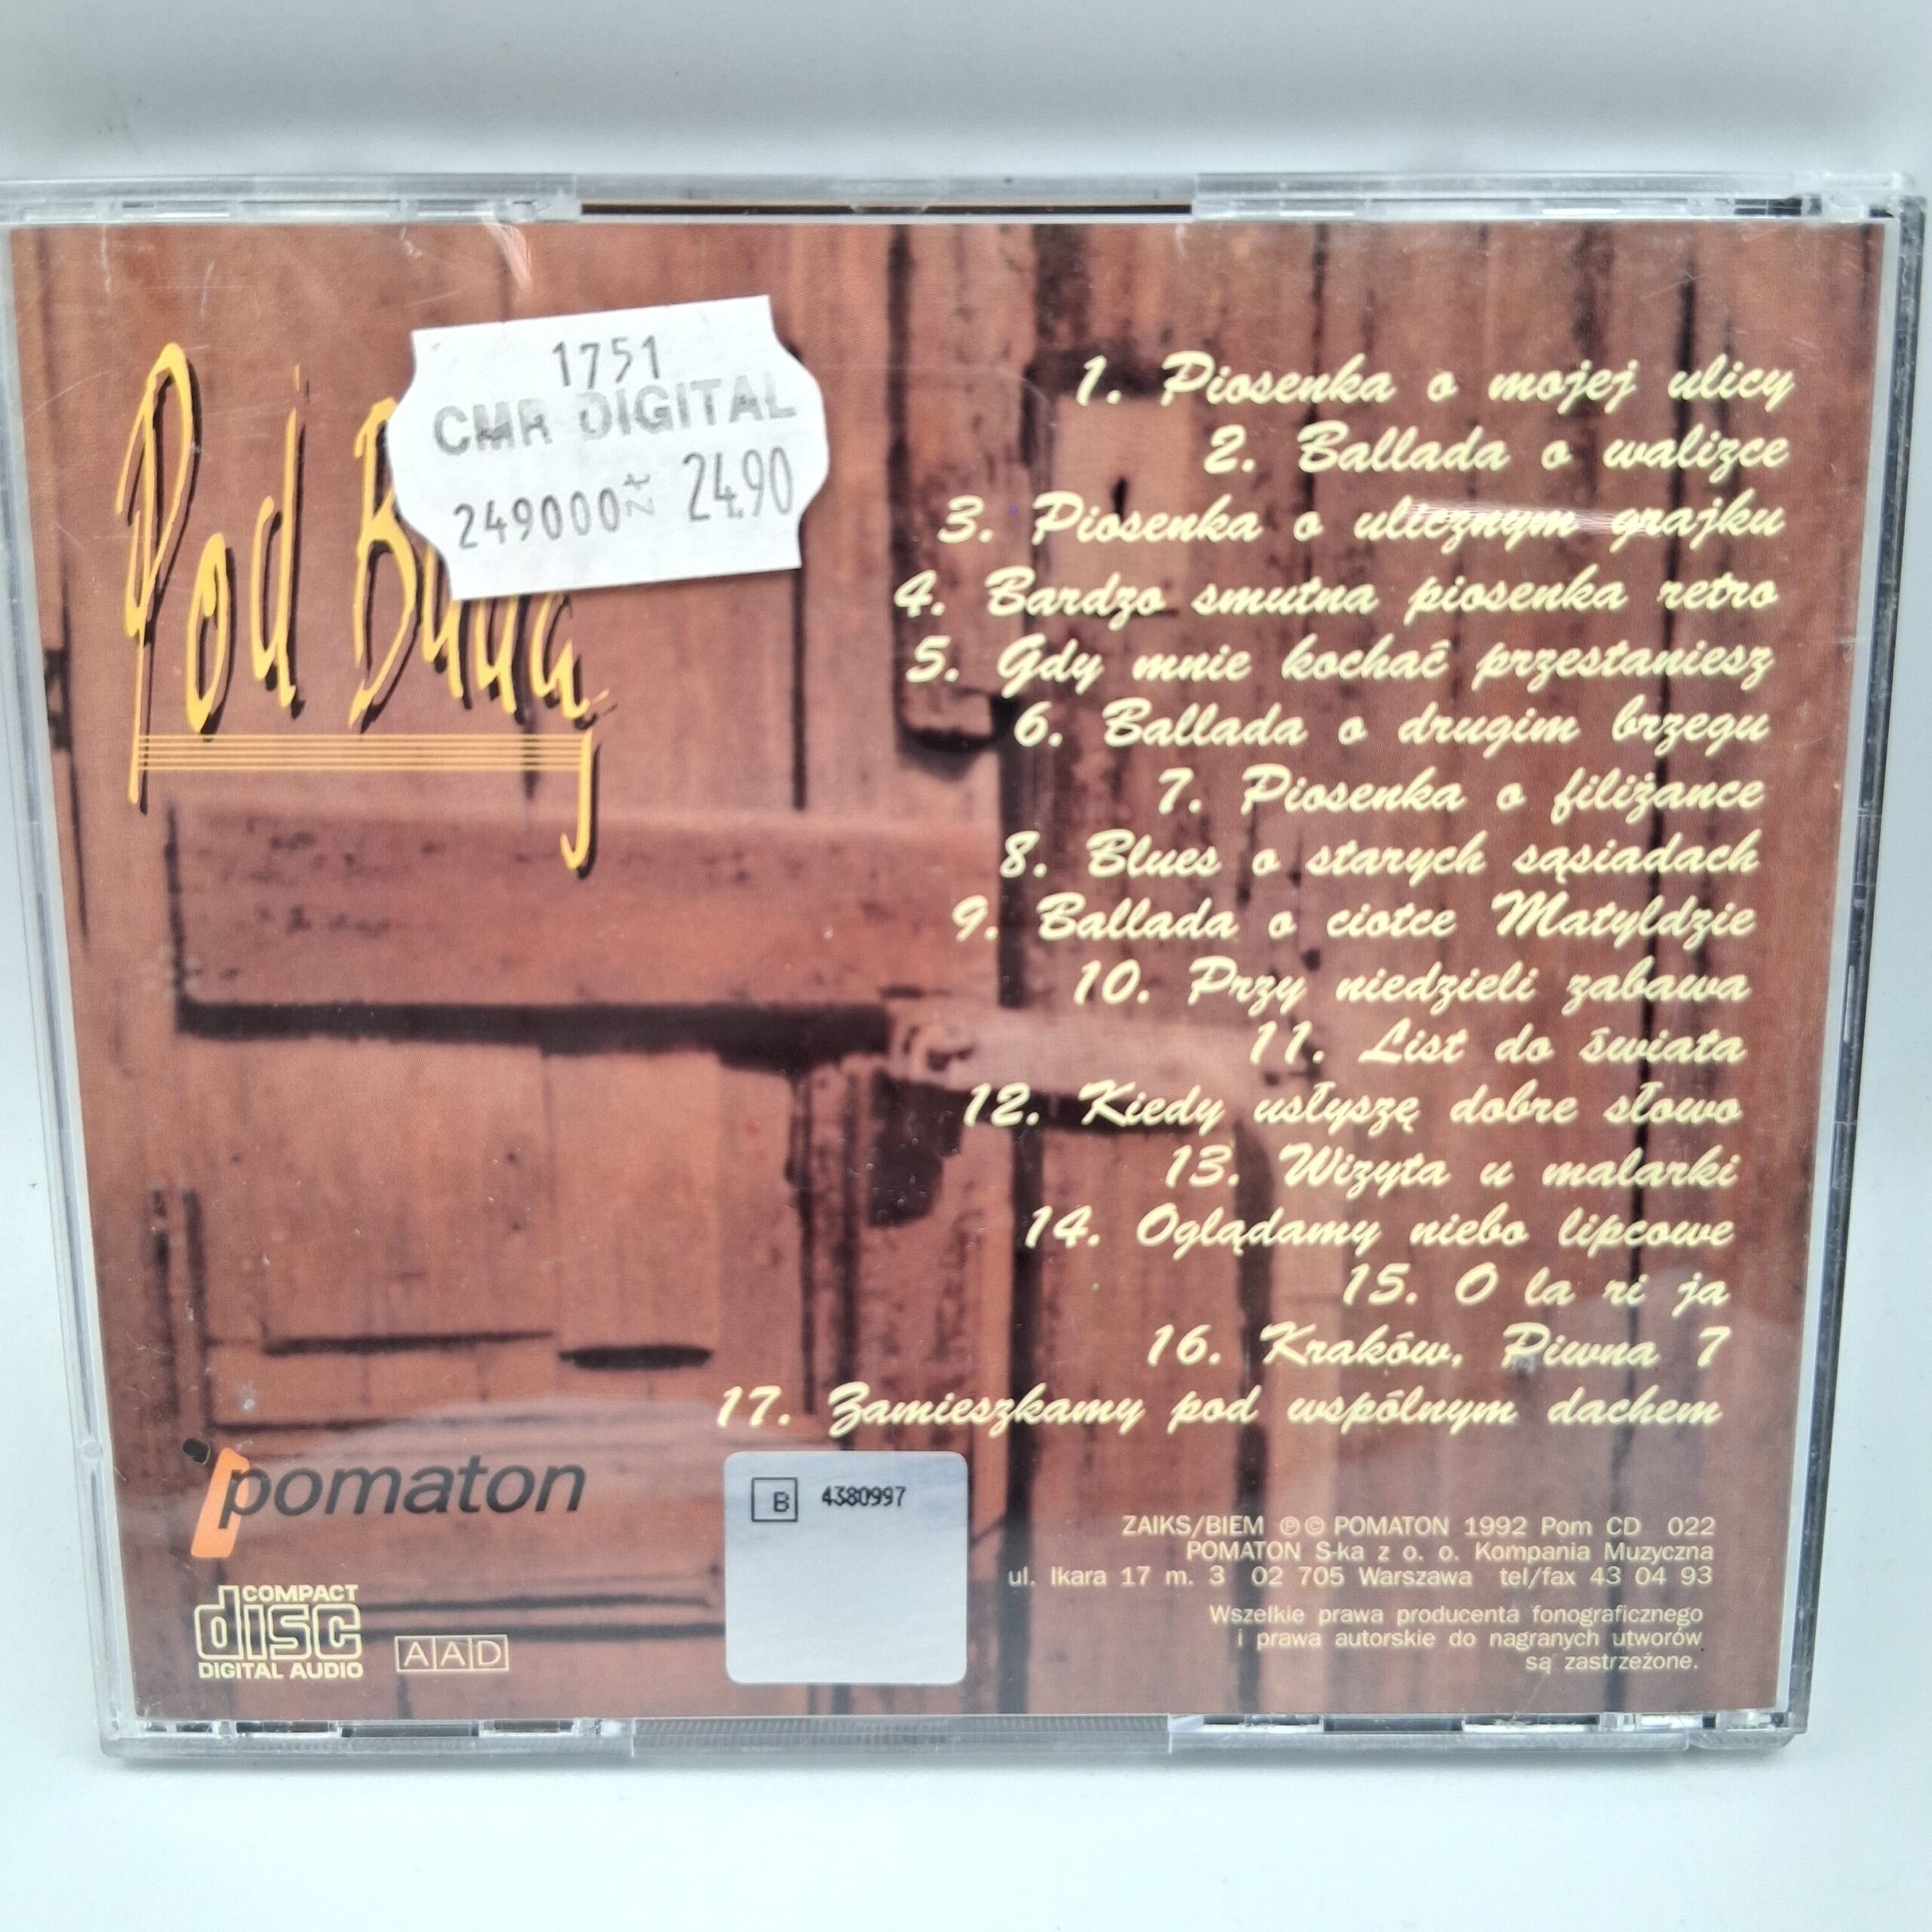 Pod Budą
1751
CMR DIGITAL
249000 zł 24.90
1. Piosenka o mojej ulicy
2. Ballada o walizce
3. Piosenka o ulicznym grajku
4. Bardzo smutna piosenka retro
5. Gdy mnie kochać przestaniesz
6. Ballada o drugim brzegu
7. Piosenka o filiżance
8. Blues o starych sąsiadach
9. Ballada o ciotce Matyldzie
10. Przy niedzieli zabawa
11. List do świata
12. Kiedy usłyszę dobre słowo
13. Wizyta u malarki
14. Oglądamy niebo lipcowe
15. O la ri ja
16. Kraków, Piwna 7
17. Zamieszkamy pod wspólnym dachem
pomaton
COMPACT
disc
DIGITAL AUDIO
AAD
B 4380997
ZAIKS/BIEM ℗ © POMATON 1992 Pom CD 022
POMATON S-ka z o. o. Kompania Muzyczna
ul. Ikara 17 m. 3 02 705 Warszawa tel/fax 43 04 93
Wszelkie prawa producenta fonograficznego
i prawa autorskie do nagranych utworów
są zastrzeżone.